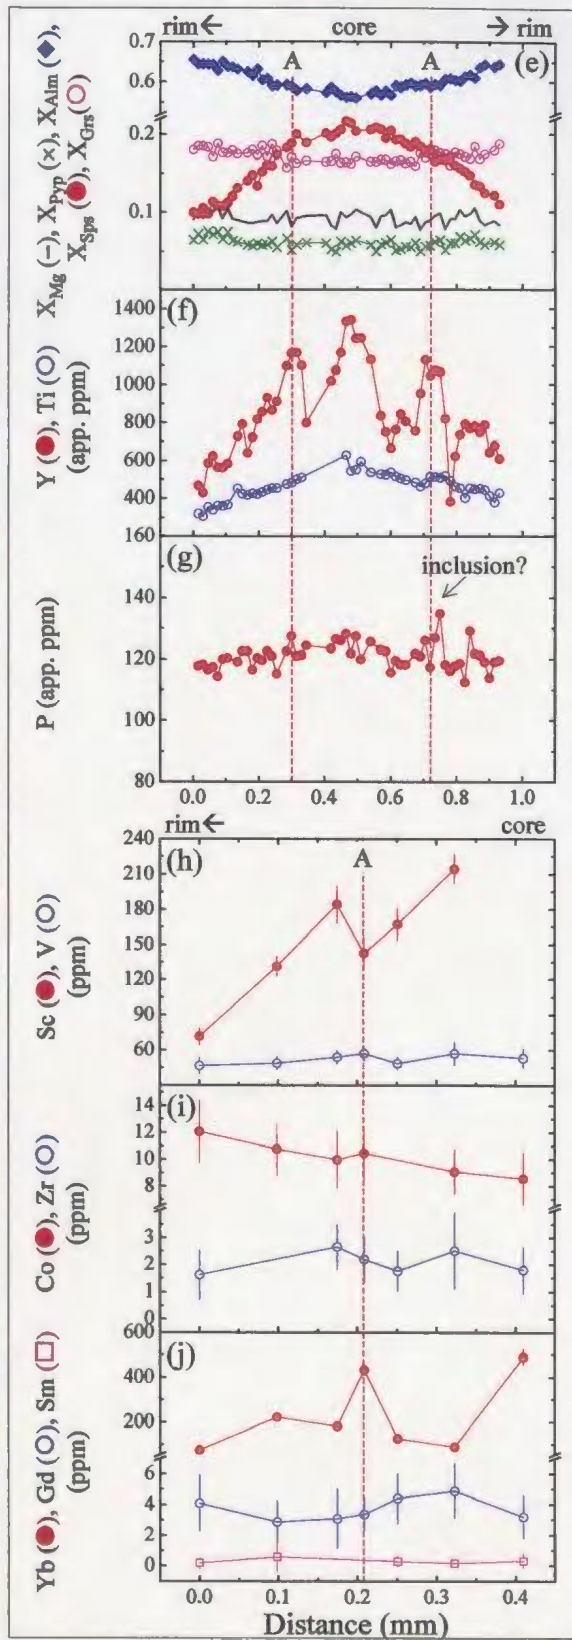 rim ← core → rim
X_Mg (−), X_Pyp (×), X_Alm (◆),
X_Sps (●), X_Grs (○)
0.7
0.6
0.2
0.1
A A
(e)
Y (●), Ti (○)
(app. ppm)
1400
1200
1000
800
600
400
160
(f)
P (app. ppm)
140
120
100
80
(g)
inclusion?
0.0 0.2 0.4 0.6 0.8 1.0
rim ← core
Sc (●), V (○)
(ppm)
240
210
180
150
90
60
(h)
A
Co (●), Zr (○)
(ppm)
14
12
10
8
3
2
1
0
(i)
Yb (●), Gd (○), Sm (□)
(ppm)
600
400
200
6
4
2
0
(j)
0.0 0.1 0.2 0.3 0.4
Distance (mm)